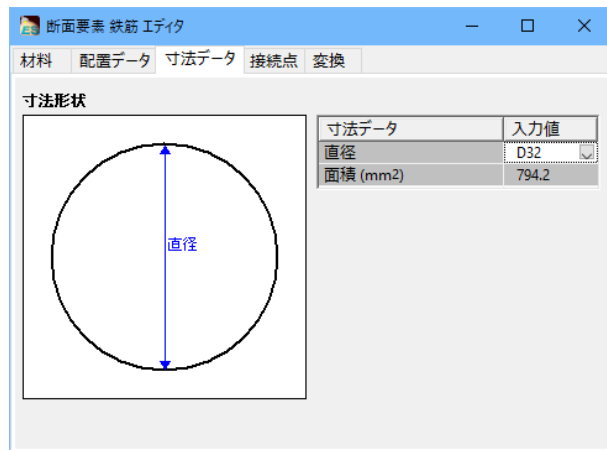 断面要素 鉄筋 エディタ
材料 配置データ 寸法データ 接続点 変換
寸法形状
寸法データ 入力値
直径 D32
面積 (mm2) 794.2
直径